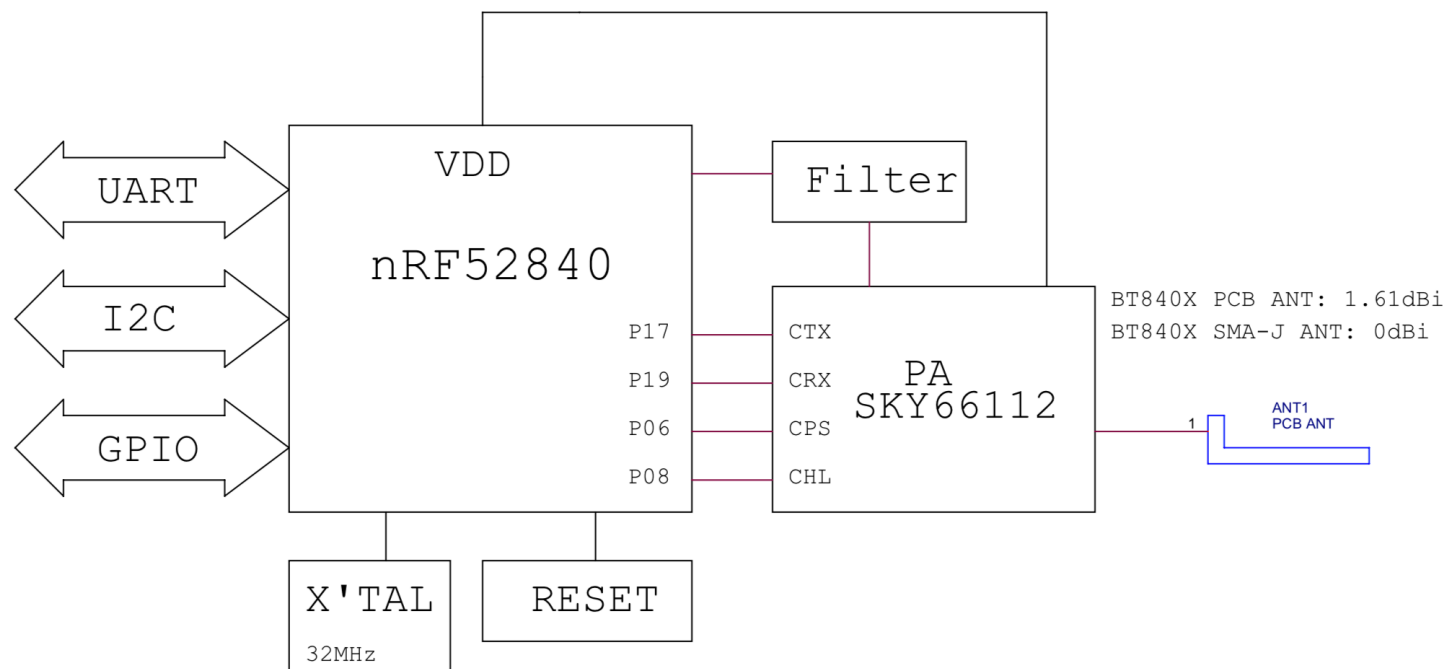 VDD
UART
Filter
nRF52840
I2C
BT840X PCB ANT: 1.61dBi
BT840X SMA-J ANT: 0dBi
P17
CTX
P19
CRX
PA
SKY66112
P06
CPS
P08
CHL
1
ANT1
PCB ANT
GPIO
X'TAL
32MHz
RESET